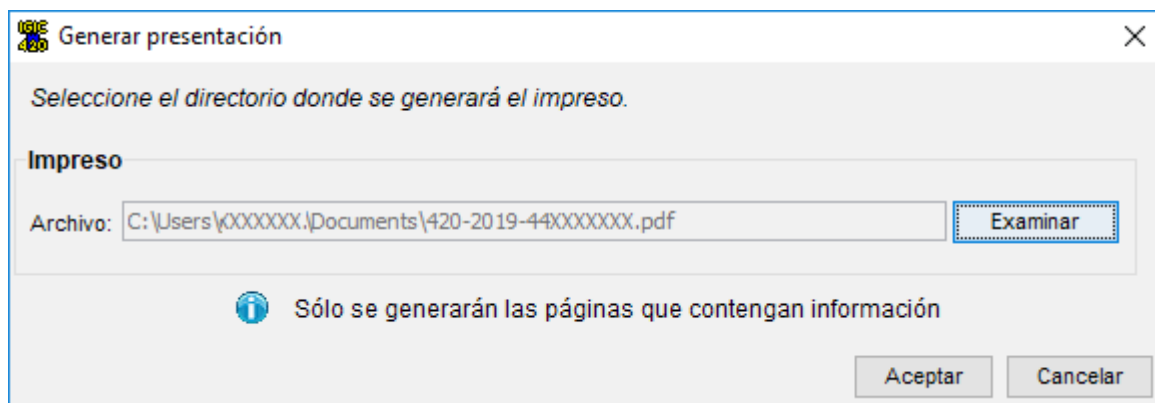 IGIC
420
Generar presentación
Seleccione el directorio donde se generará el impreso.
Impreso
Archivo: C:\Users\XXXXXX.\Documents\420-2019-44XXXXXXX.pdf Examinar
Sólo se generarán las páginas que contengan información
Aceptar Cancelar